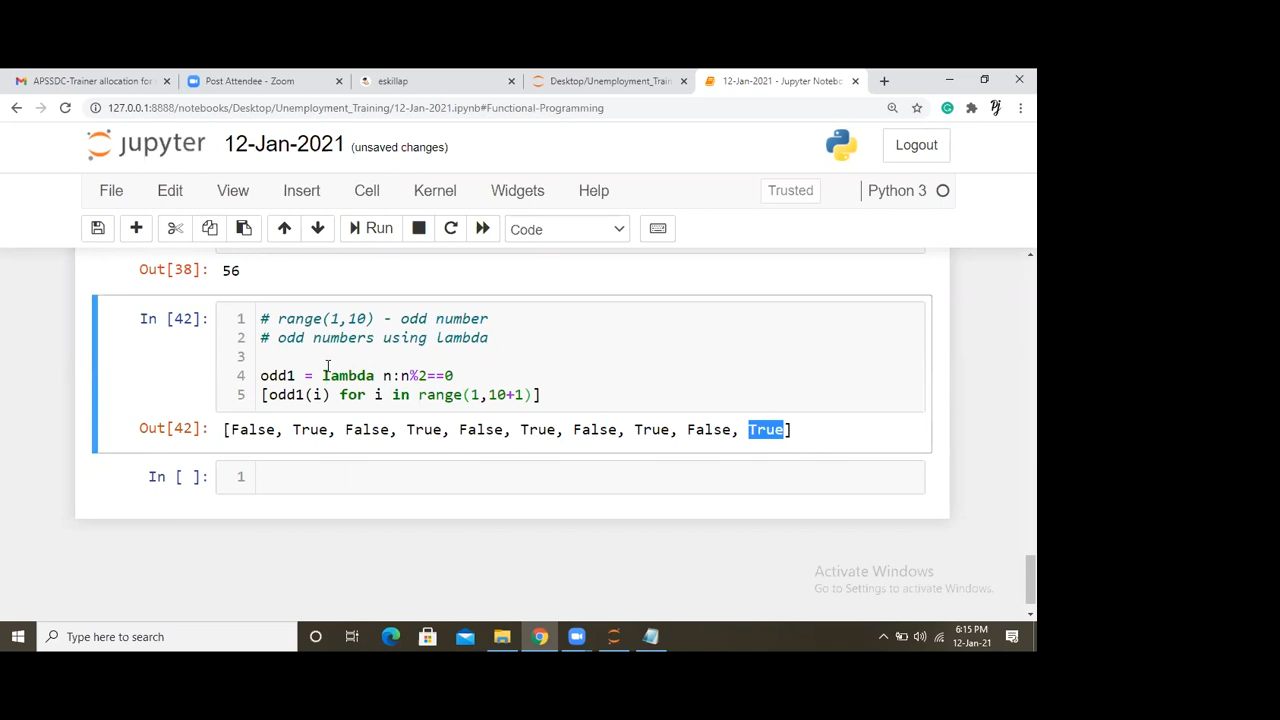 APSSDC-Trainer allocation for
Post Attendee - Zoom
eskillap
Desktop/Unemployment_Train
12-Jan-2021 - Jupyter Notebo
127.0.0.1:8888/notebooks/Desktop/Unemployment_Training/12-Jan-2021.ipynb#Functional-Programming
jupyter 12-Jan-2021 (unsaved changes)
Logout
File Edit View Insert Cell Kernel Widgets Help
Trusted
Python 3
Run
Code
Out[38]: 56
In [42]:
1 # range(1,10) - odd number
2 # odd numbers using lambda
3
4 odd1 = lambda n:n%2==0
5 [odd1(i) for i in range(1,10+1)]
Out[42]: [False, True, False, True, False, True, False, True, False, True]
In [ ]: 1
Activate Windows
Go to Settings to activate Windows.
Type here to search
6:15 PM
12-Jan-21